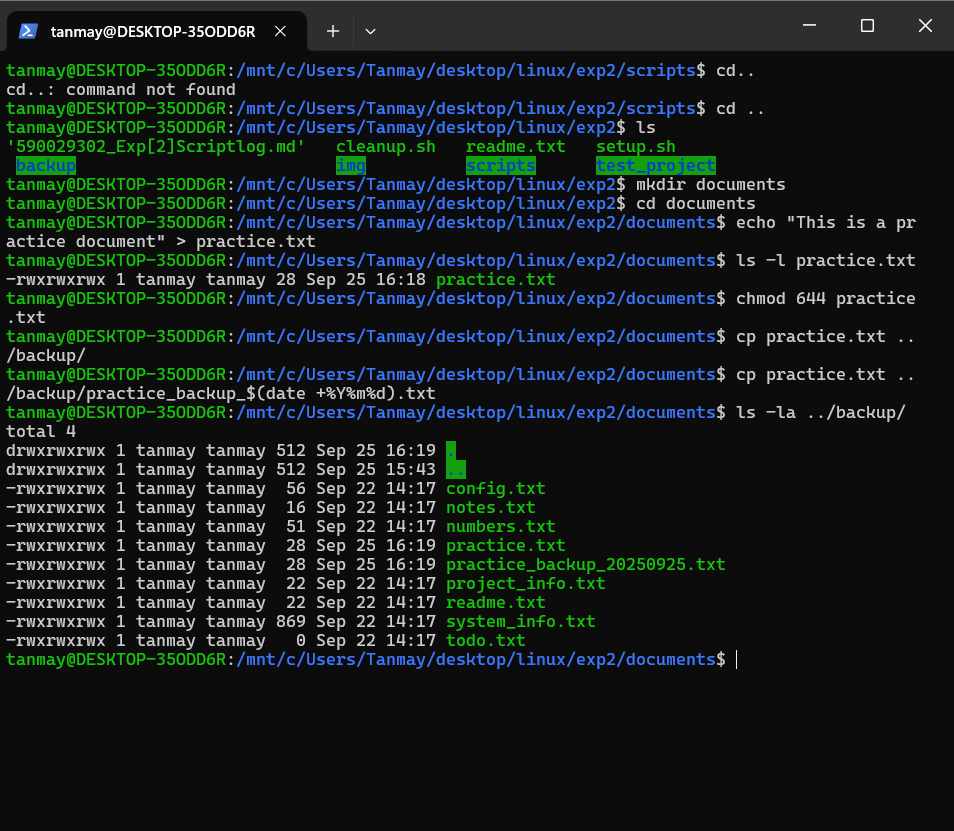 tanmay@DESKTOP-35ODD6R
tanmay@DESKTOP-35ODD6R:/mnt/c/Users/Tanmay/desktop/linux/exp2/scripts$ cd..
cd..: command not found
tanmay@DESKTOP-35ODD6R:/mnt/c/Users/Tanmay/desktop/linux/exp2/scripts$ cd ..
tanmay@DESKTOP-35ODD6R:/mnt/c/Users/Tanmay/desktop/linux/exp2$ ls
'590029302_Exp[2]Scriptlog.md'   cleanup.sh   readme.txt   setup.sh
 backup                          img          scripts      test_project
tanmay@DESKTOP-35ODD6R:/mnt/c/Users/Tanmay/desktop/linux/exp2$ mkdir documents
tanmay@DESKTOP-35ODD6R:/mnt/c/Users/Tanmay/desktop/linux/exp2$ cd documents
tanmay@DESKTOP-35ODD6R:/mnt/c/Users/Tanmay/desktop/linux/exp2/documents$ echo "This is a pr
actice document" > practice.txt
tanmay@DESKTOP-35ODD6R:/mnt/c/Users/Tanmay/desktop/linux/exp2/documents$ ls -l practice.txt
-rwxrwxrwx 1 tanmay tanmay 28 Sep 25 16:18 practice.txt
tanmay@DESKTOP-35ODD6R:/mnt/c/Users/Tanmay/desktop/linux/exp2/documents$ chmod 644 practice
.txt
tanmay@DESKTOP-35ODD6R:/mnt/c/Users/Tanmay/desktop/linux/exp2/documents$ cp practice.txt ..
/backup/
tanmay@DESKTOP-35ODD6R:/mnt/c/Users/Tanmay/desktop/linux/exp2/documents$ cp practice.txt ..
/backup/practice_backup_$(date +%Y%m%d).txt
tanmay@DESKTOP-35ODD6R:/mnt/c/Users/Tanmay/desktop/linux/exp2/documents$ ls -la ../backup/
total 4
drwxrwxrwx 1 tanmay tanmay 512 Sep 25 16:19 .
drwxrwxrwx 1 tanmay tanmay 512 Sep 25 15:43 ..
-rwxrwxrwx 1 tanmay tanmay  56 Sep 22 14:17 config.txt
-rwxrwxrwx 1 tanmay tanmay  16 Sep 22 14:17 notes.txt
-rwxrwxrwx 1 tanmay tanmay  51 Sep 22 14:17 numbers.txt
-rwxrwxrwx 1 tanmay tanmay  28 Sep 25 16:19 practice.txt
-rwxrwxrwx 1 tanmay tanmay  28 Sep 25 16:19 practice_backup_20250925.txt
-rwxrwxrwx 1 tanmay tanmay  22 Sep 22 14:17 project_info.txt
-rwxrwxrwx 1 tanmay tanmay  22 Sep 22 14:17 readme.txt
-rwxrwxrwx 1 tanmay tanmay 869 Sep 22 14:17 system_info.txt
-rwxrwxrwx 1 tanmay tanmay   0 Sep 22 14:17 todo.txt
tanmay@DESKTOP-35ODD6R:/mnt/c/Users/Tanmay/desktop/linux/exp2/documents$